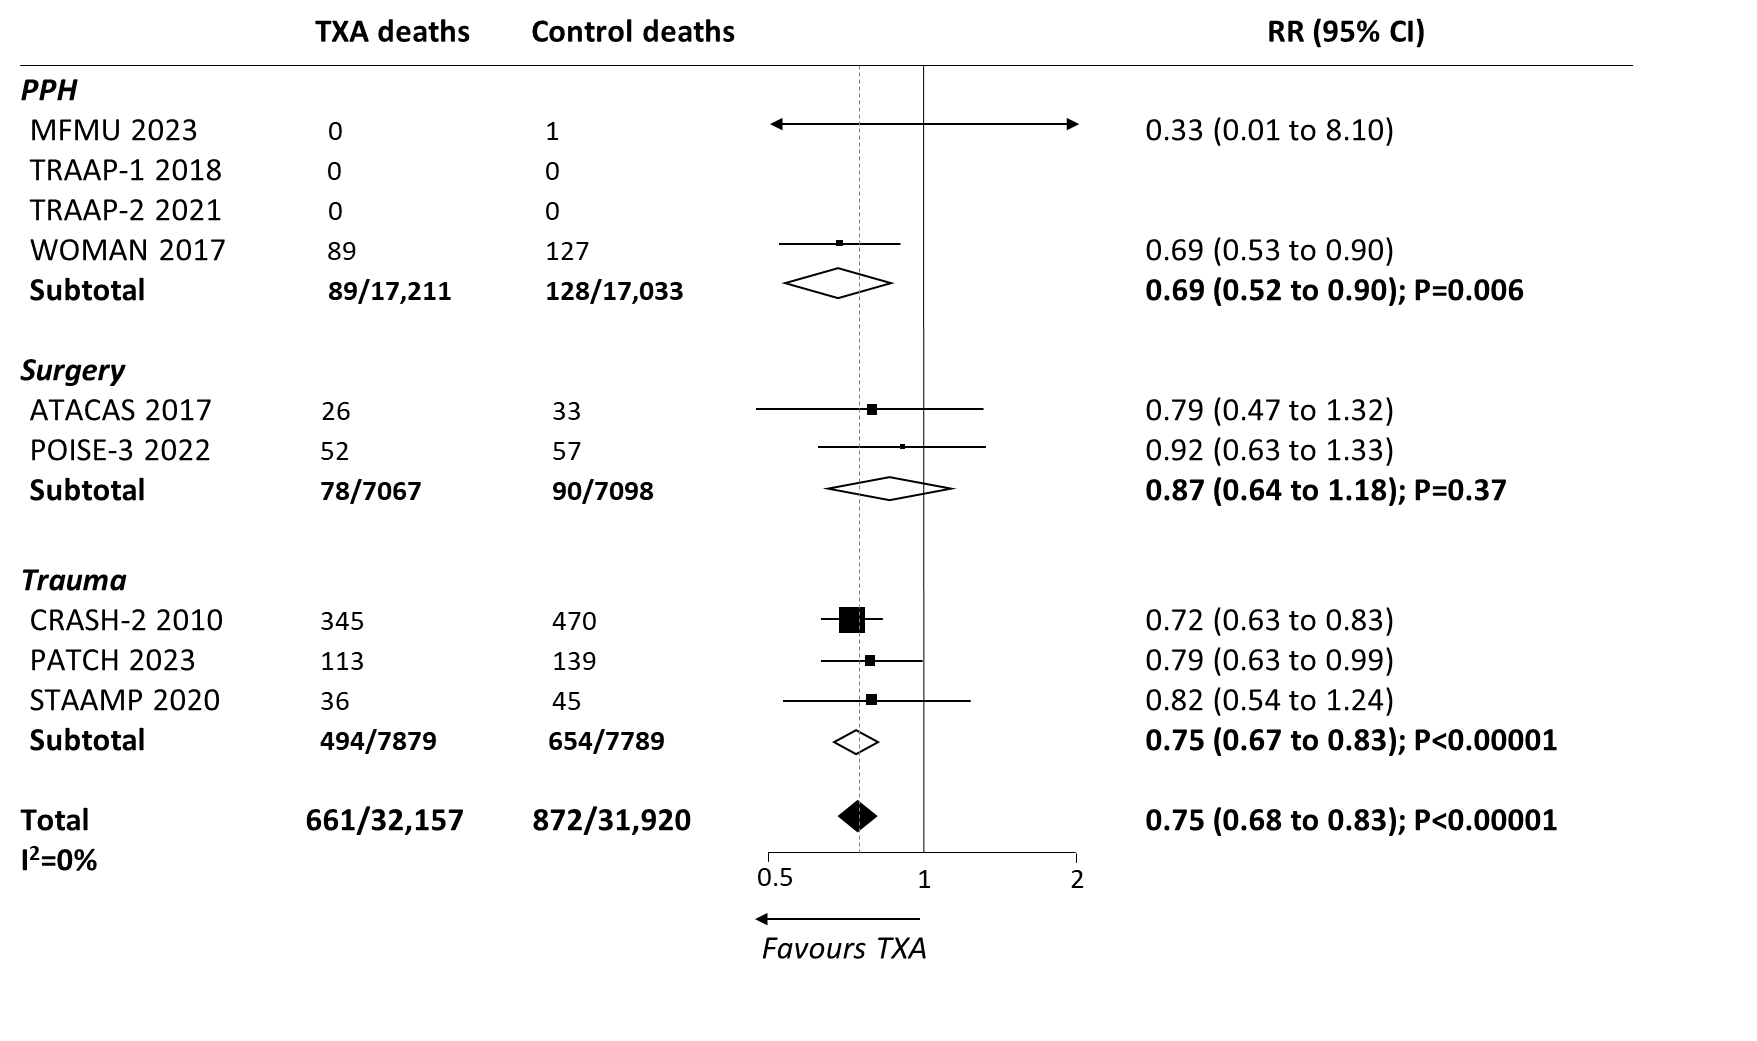 TXA deaths Control deaths RR (95% CI)
PPH
MFMU 2023 0 1 0.33 (0.01 to 8.10)
TRAAP-1 2018 0 0
TRAAP-2 2021 0 0
WOMAN 2017 89 127 0.69 (0.53 to 0.90)
Subtotal 89/17,211 128/17,033 0.69 (0.52 to 0.90); P=0.006
Surgery
ATACAS 2017 26 33 0.79 (0.47 to 1.32)
POISE-3 2022 52 57 0.92 (0.63 to 1.33)
Subtotal 78/7067 90/7098 0.87 (0.64 to 1.18); P=0.37
Trauma
CRASH-2 2010 345 470 0.72 (0.63 to 0.83)
PATCH 2023 113 139 0.79 (0.63 to 0.99)
STAAMP 2020 36 45 0.82 (0.54 to 1.24)
Subtotal 494/7879 654/7789 0.75 (0.67 to 0.83); P<0.00001
Total 661/32,157 872/31,920 0.75 (0.68 to 0.83); P<0.00001
I²=0%
0.5 1 2
Favours TXA